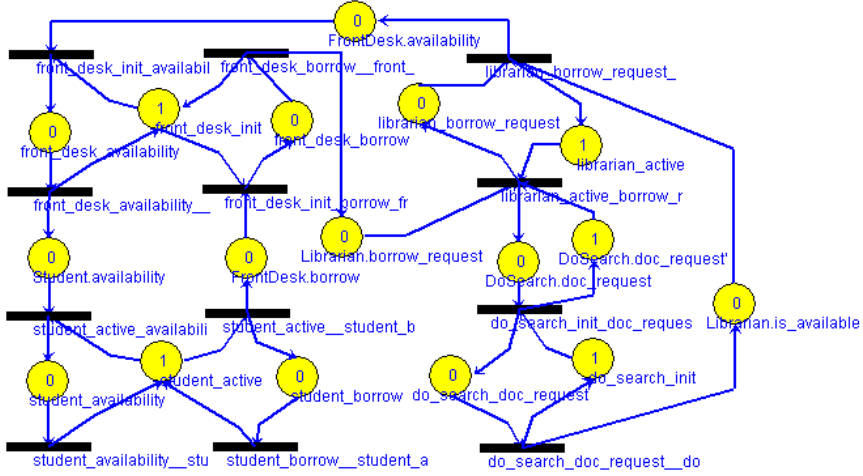 0
FrontDesk.availability
front_desk_init_availabil
front_desk_borrow__front_
librarian_borrow_request_
1
0
0
0
front_desk_init
front_desk_borrow
librarian_borrow_request
0
front_desk_availability
1
librarian_active
front_desk_availability__
front_desk_init_borrow_fr
librarian_active_borrow_r
0
1
0
0
0
Librarian.borrow_request
DoSearch.doc_request'
Student.availability
FrontDesk.borrow
DoSearch.doc_request
0
student_active_availabili
student_active__student_b
do_search_init_doc_reques
Librarian.is_available
1
1
0
0
0
student_active
do_search_init
student_availability
student_borrow
do_search_doc_request
student_availability__stu
student_borrow__student_a
do_search_doc_request__do